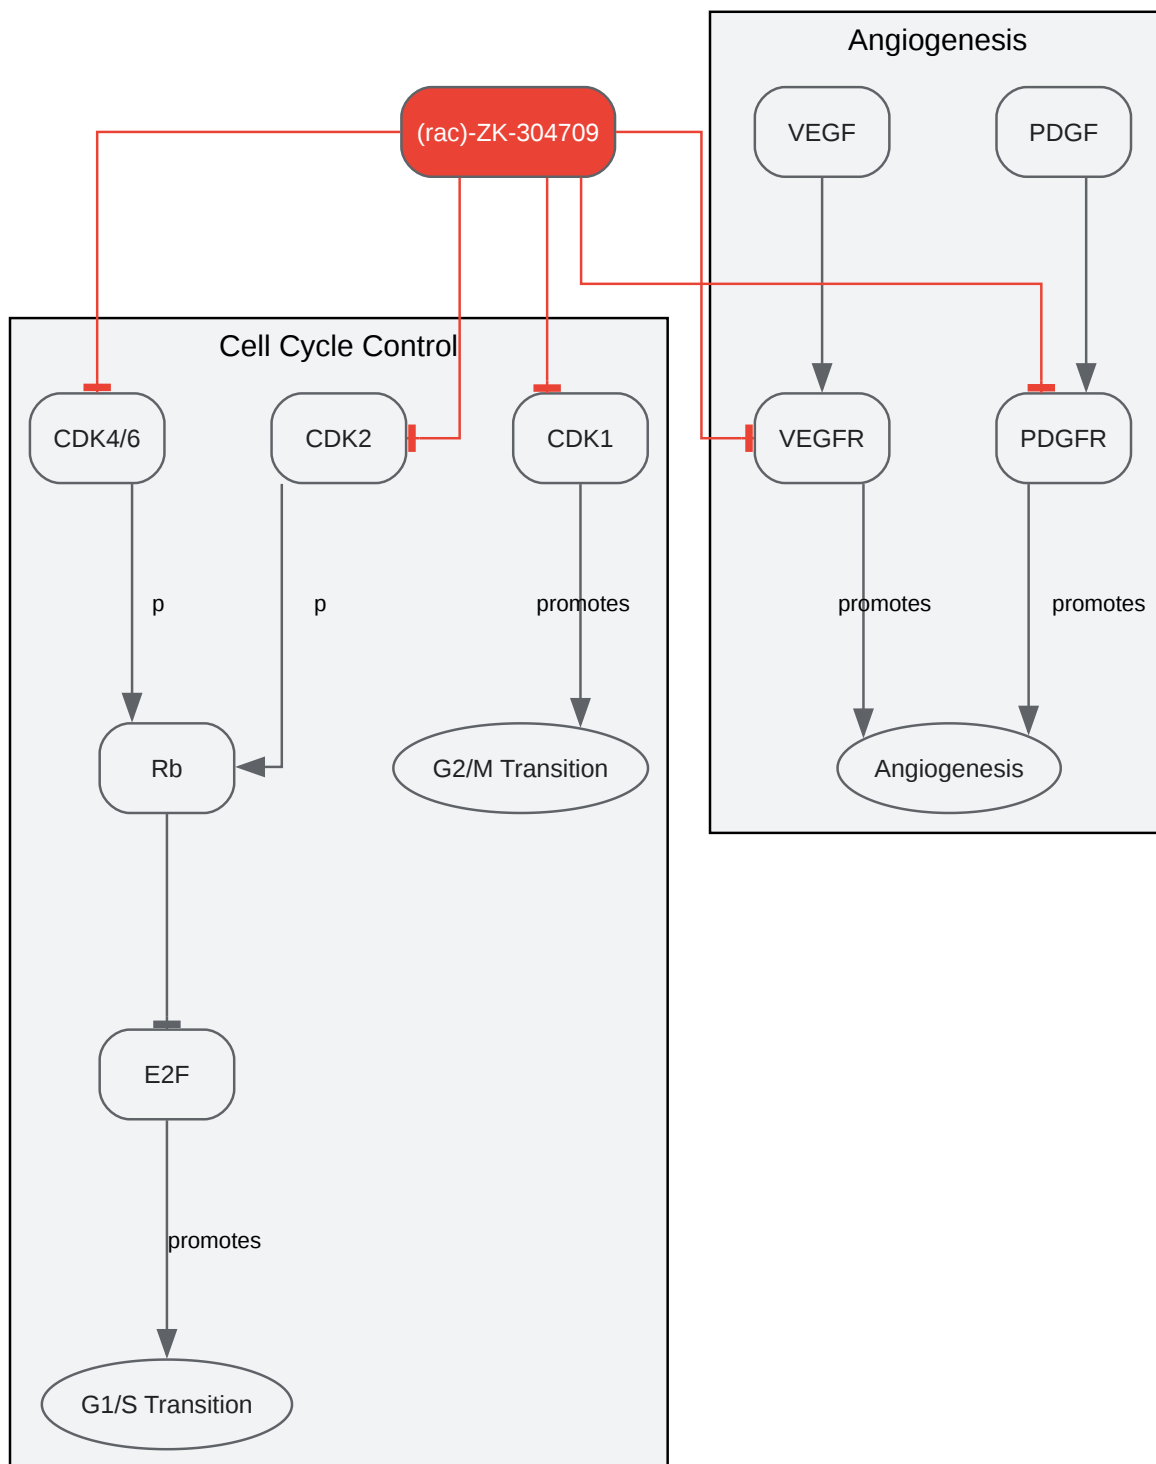 Angiogenesis
(rac)-ZK-304709
VEGF
PDGF
Cell Cycle Control
CDK4/6
CDK2
CDK1
VEGFR
PDGFR
p
p
promotes
promotes
promotes
Rb
G2/M Transition
Angiogenesis
E2F
promotes
G1/S Transition